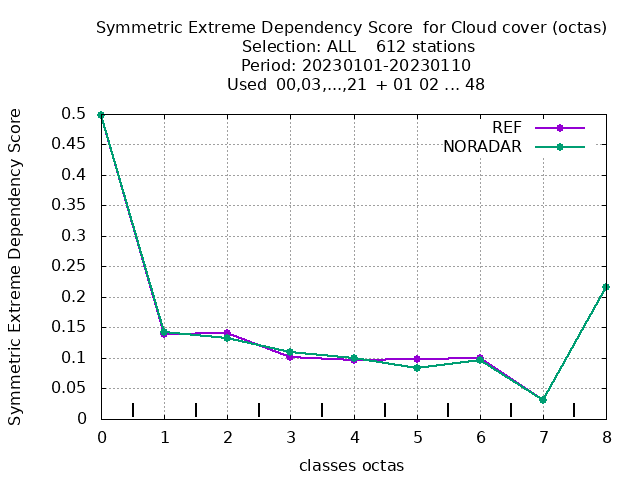 Symmetric Extreme Dependency Score  for Cloud cover (octas)
Selection: ALL    612 stations
Period: 20230101-20230110
Used  00,03,...,21  + 01 02 ... 48
Symmetric Extreme Dependency Score
REF
NORADAR
0.5
0.45
0.4
0.35
0.3
0.25
0.2
0.15
0.1
0.05
0
0 1 2 3 4 5 6 7 8
classes octas